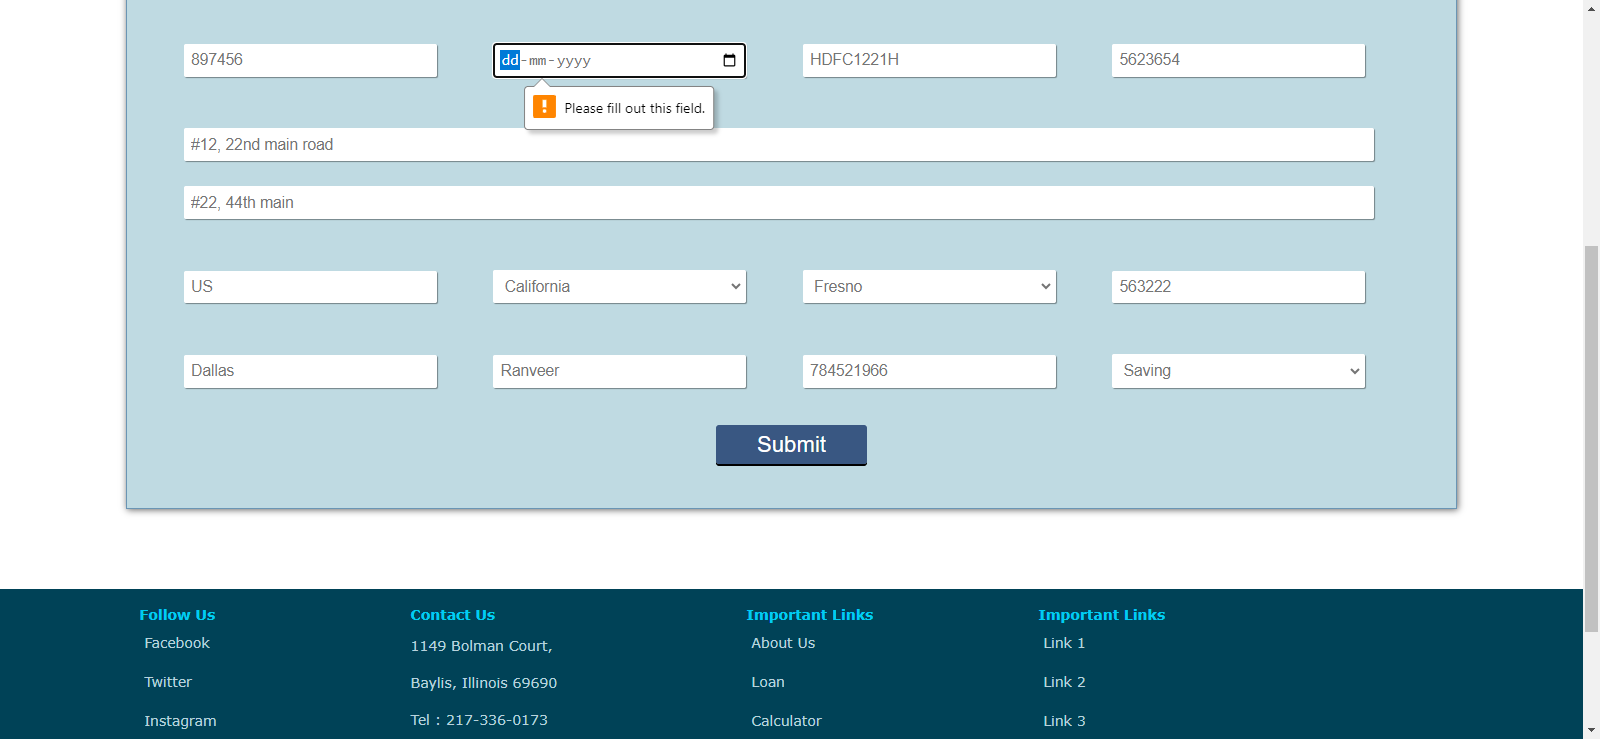 897456 dd-mm-yyyy HDFC1221H 5623654
! Please fill out this field.
#12, 22nd main road
#22, 44th main
US California Fresno 563222
Dallas Ranveer 784521966 Saving
Submit
Follow Us Contact Us Important Links Important Links
Facebook 1149 Bolman Court, About Us Link 1
Twitter Baylis, Illinois 69690 Loan Link 2
Instagram Tel : 217-336-0173 Calculator Link 3